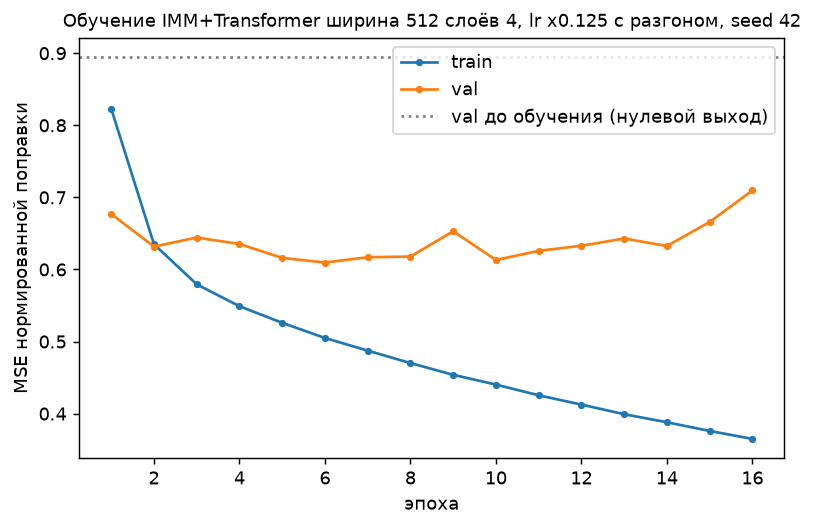 Обучение IMM+Transformer ширина 512 слоёв 4, lr x0.125 с разгоном, seed 42
MSE нормированной поправки
0.9
0.8
0.7
0.6
0.5
0.4
train
val
val до обучения (нулевой выход)
2 4 6 8 10 12 14 16
эпоха